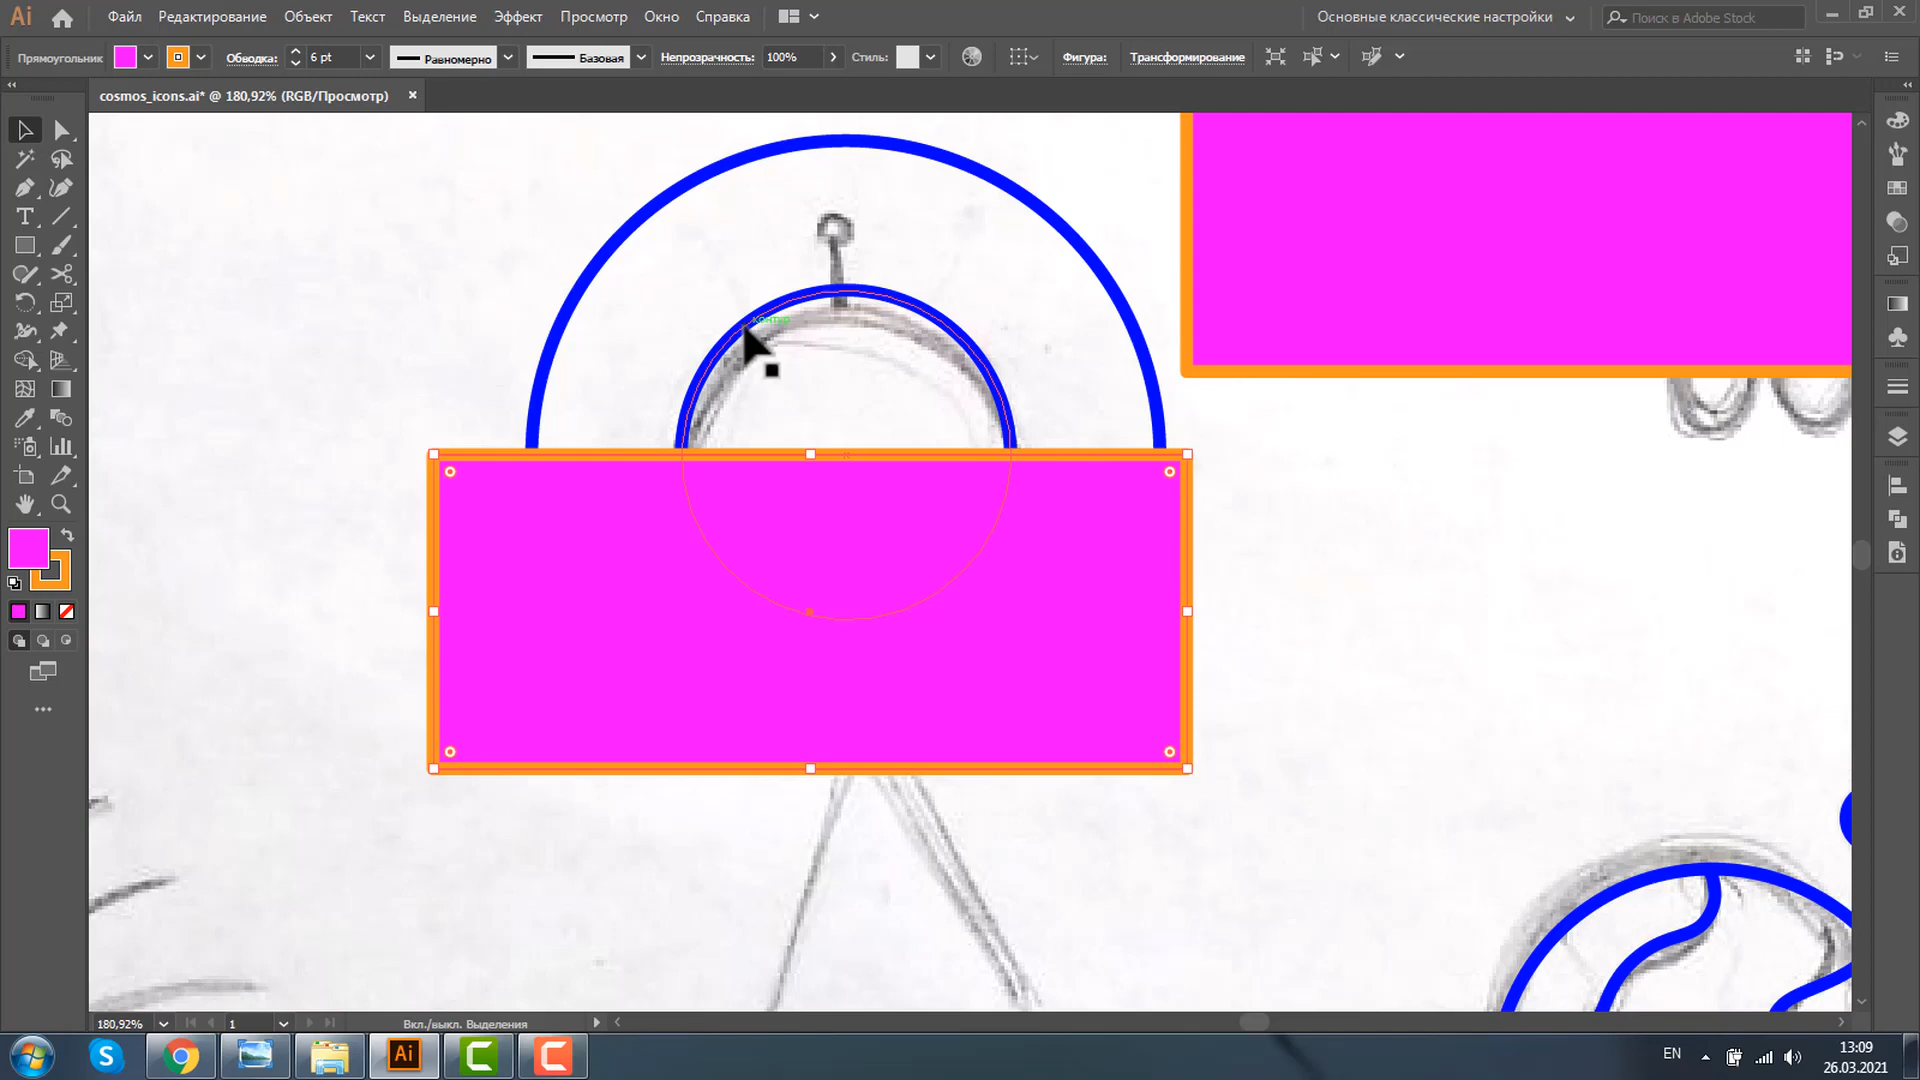 Ai Файл Редактирование Объект Текст Выделение Эффект Просмотр Окно Справка Основные классические настройки Поиск в Adobe Stock
Прямоугольник Обводка: 6 pt Равномерно Базовая Непрозрачность: 100% Стиль: Фигура: Трансформирование
cosmos_icons.ai* @ 180,92% (RGB/Просмотр)
контур
180,92% 1 Вкл./выкл. Выделения
Ai EN 13:09
26.03.2021